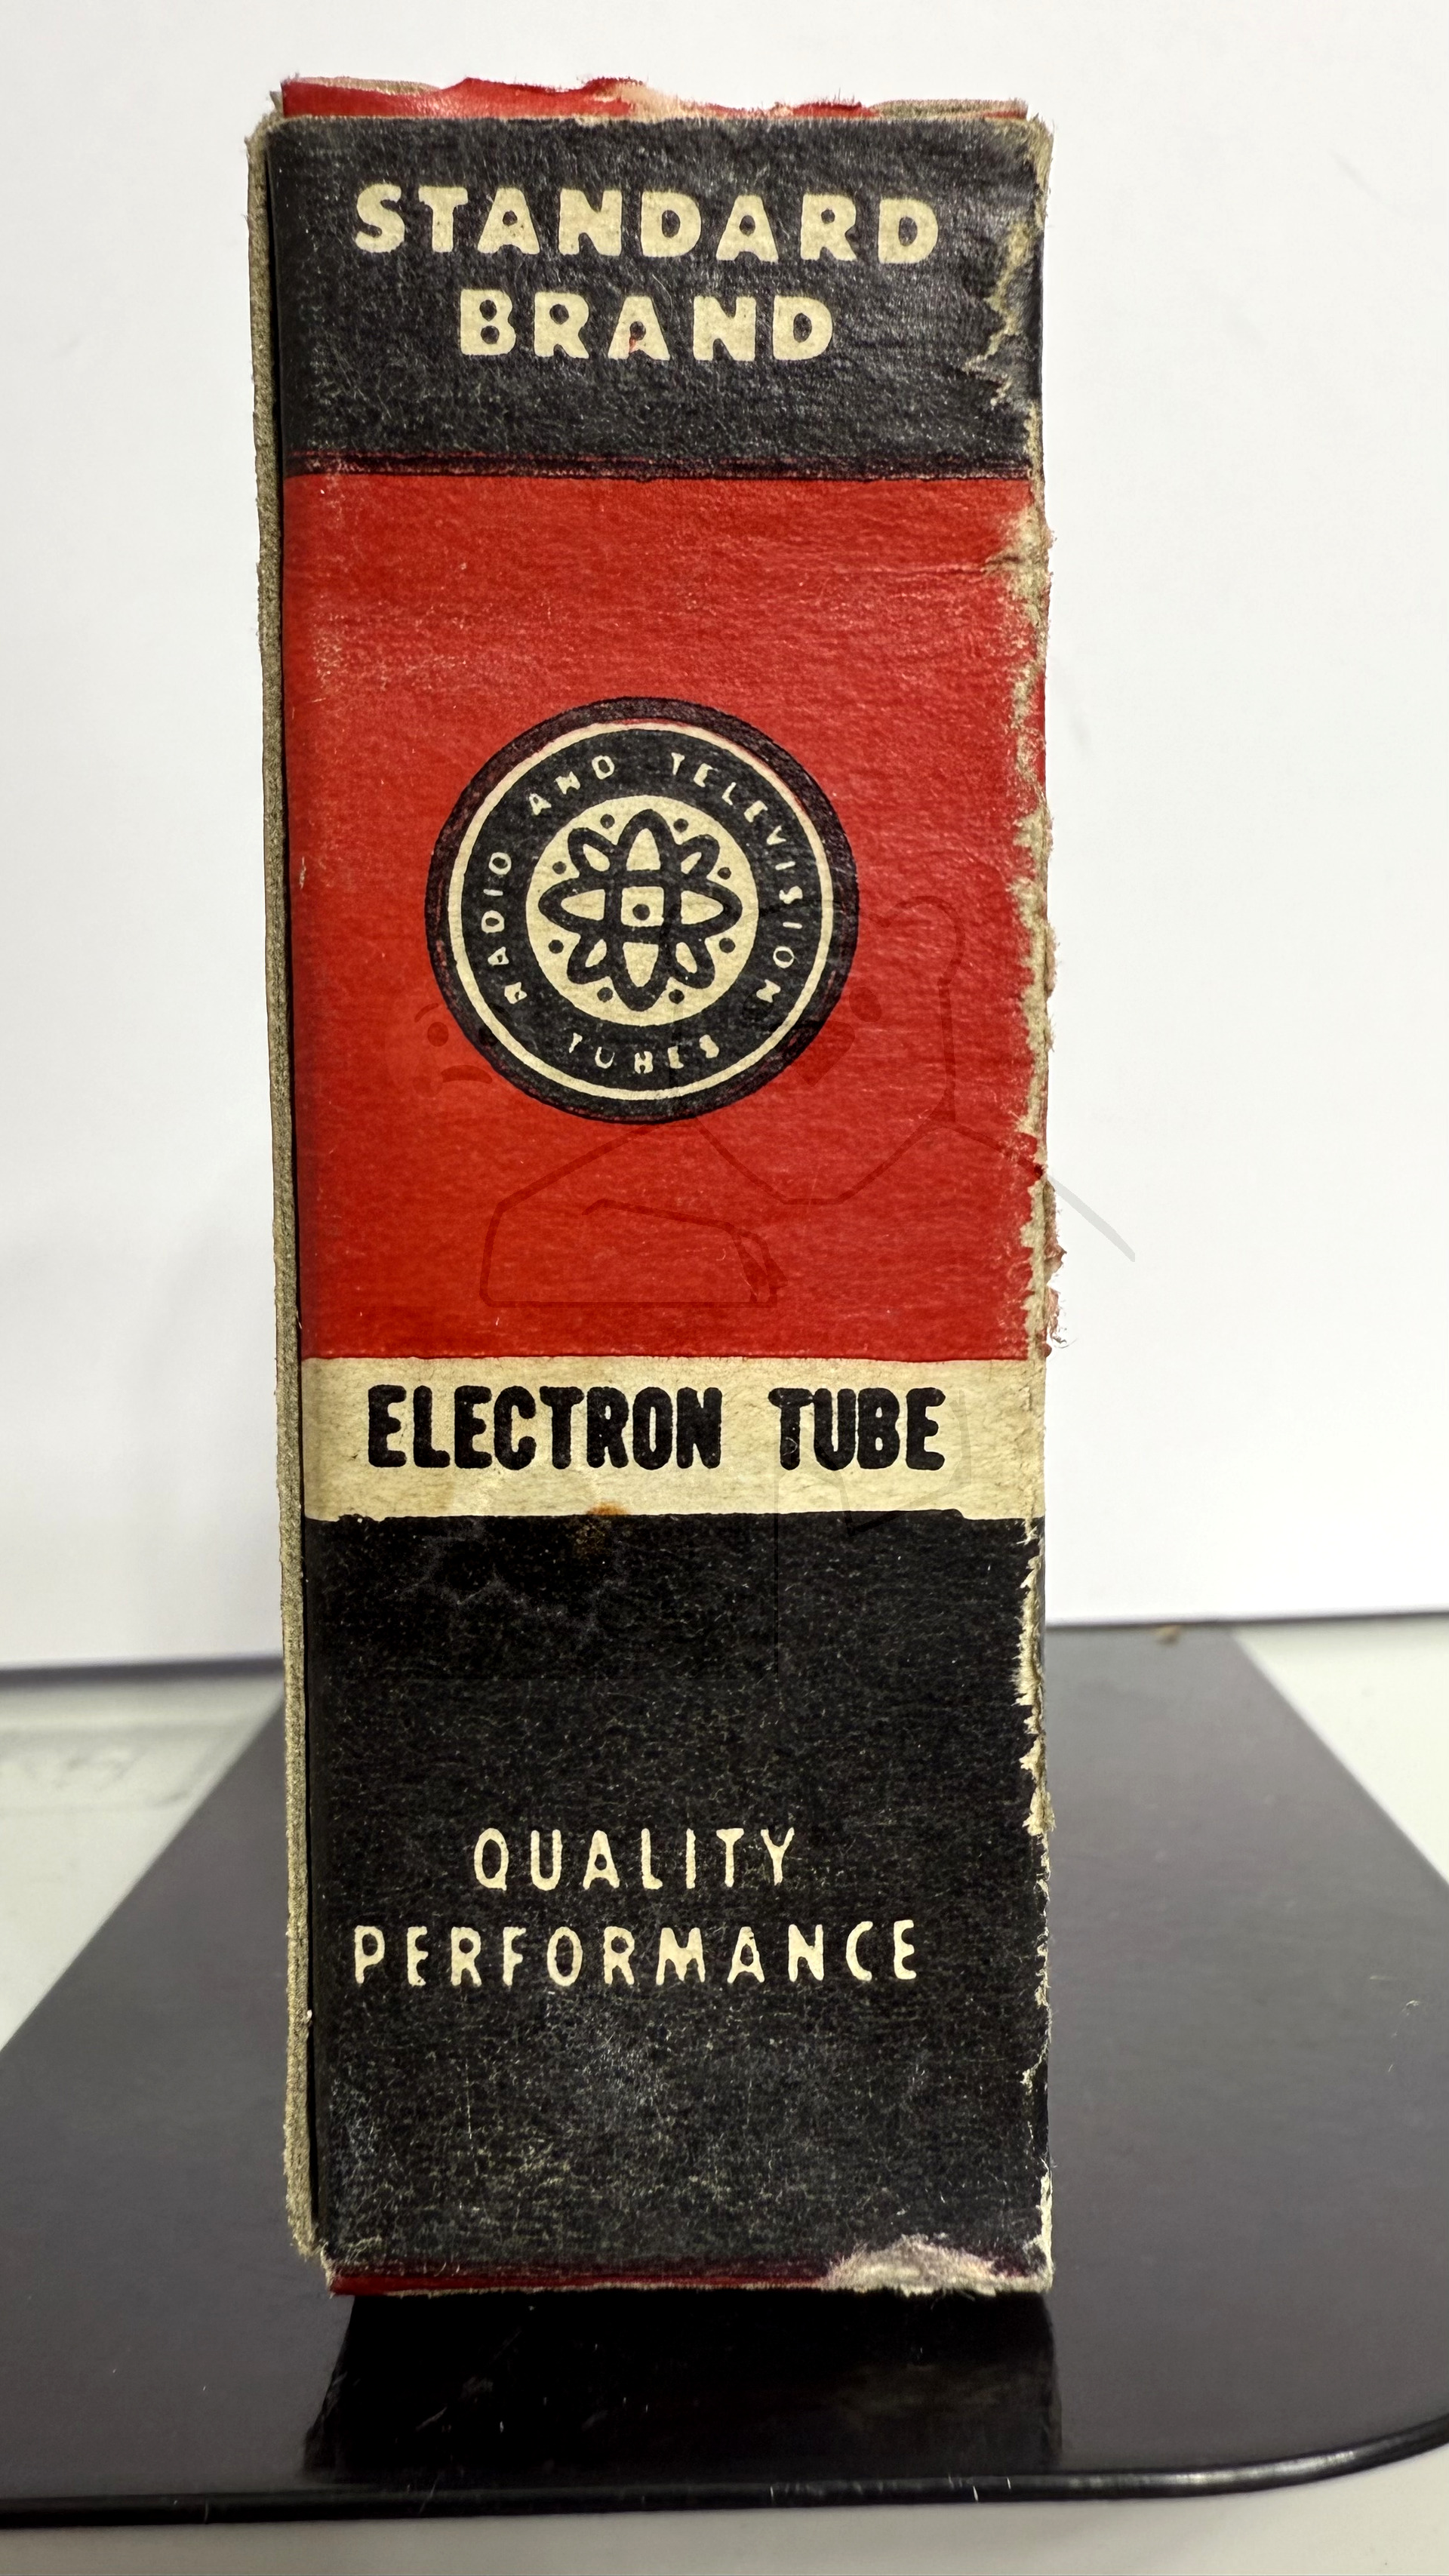 STANDARD
BRAND
RADIO AND TELEVISION
TUBES
ELECTRON TUBE
QUALITY
PERFORMANCE